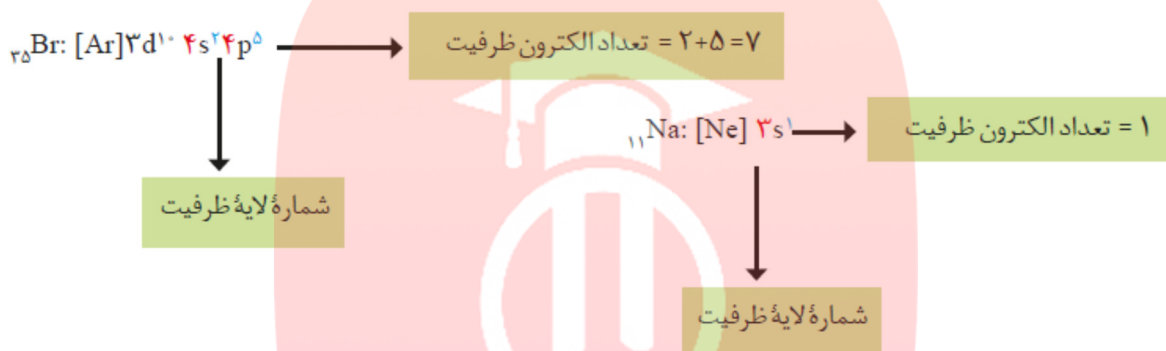 ₃₅Br: [Ar]۳d¹⁰ ۴s²۴p⁵
۷=۵+۲ = تعداد الکترون ظرفیت
شمارهٔ لایهٔ ظرفیت
₁₁Na: [Ne] ۳s¹
۱ = تعداد الکترون ظرفیت
شمارهٔ لایهٔ ظرفیت